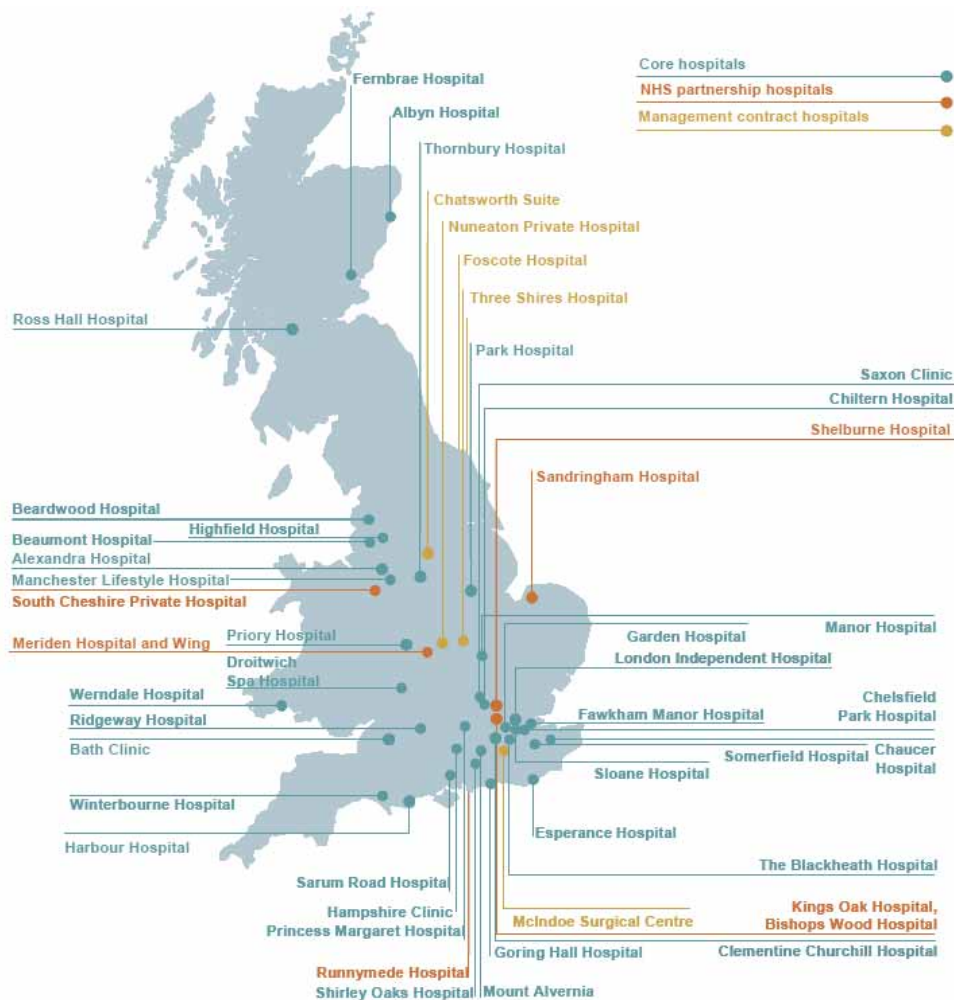 Fernbrae Hospital
Core hospitals
NHS partnership hospitals
Albyn Hospital
Management contract hospitals
Thornbury Hospital
Chatsworth Suite
Nuneaton Private Hospital
Foscote Hospital
Three Shires Hospital
Ross Hall Hospital
Park Hospital
Saxon Clinic
Chiltern Hospital
Shelburne Hospital
Sandringham Hospital
Beardwood Hospital
Highfield Hospital
Beaumont Hospital
Alexandra Hospital
Manchester Lifestyle Hospital
South Cheshire Private Hospital
Manor Hospital
Garden Hospital
Priory Hospital
Meriden Hospital and Wing
London Independent Hospital
Droitwich
Spa Hospital
Werndale Hospital
Chelsfield
Park Hospital
Fawkham Manor Hospital
Ridgeway Hospital
Bath Clinic
Somerfield Hospital
Chaucer
Hospital
Sloane Hospital
Winterbourne Hospital
Esperance Hospital
Harbour Hospital
The Blackheath Hospital
Sarum Road Hospital
Kings Oak Hospital,
Bishops Wood Hospital
Hampshire Clinic
McIndoe Surgical Centre
Princess Margaret Hospital
Goring Hall Hospital
Clementine Churchill Hospital
Runnymede Hospital
Shirley Oaks Hospital
Mount Alvernia